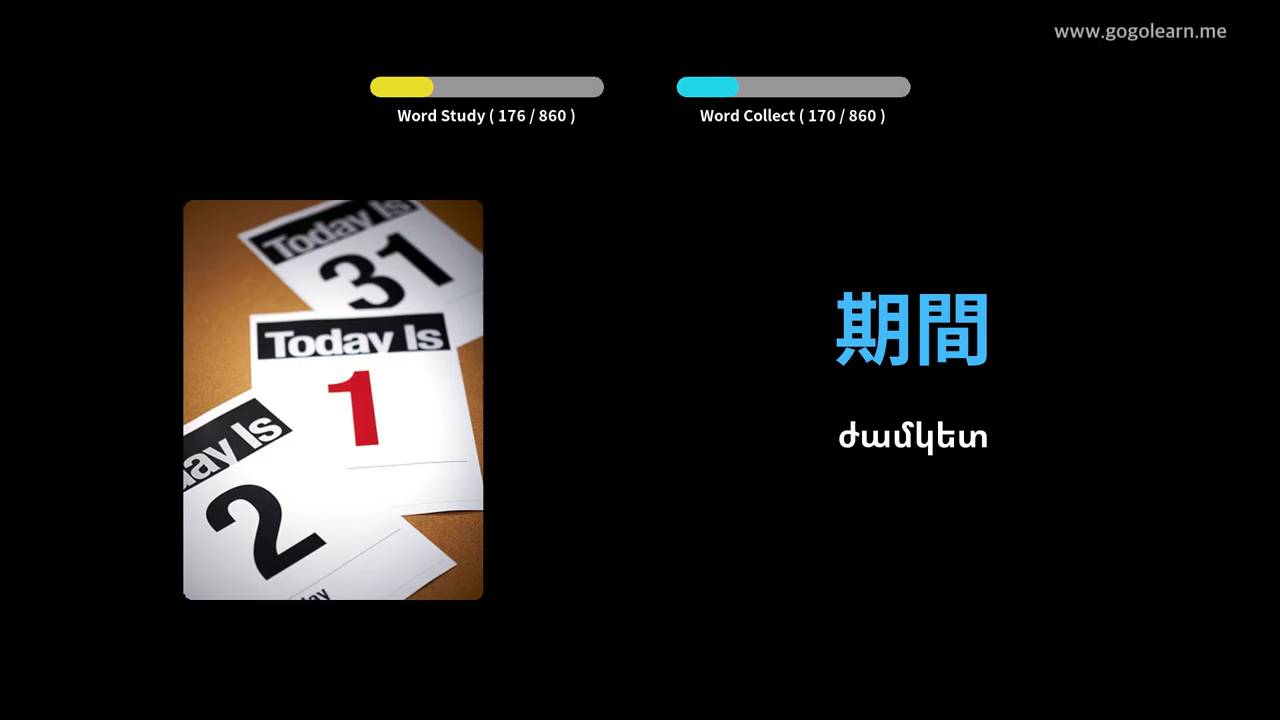 www.gogolearn.me
Word Study ( 176 / 860 )
Word Collect ( 170 / 860 )
Today Is
31
Today Is
1
ay Is
2
ay
期間
ժամկետ